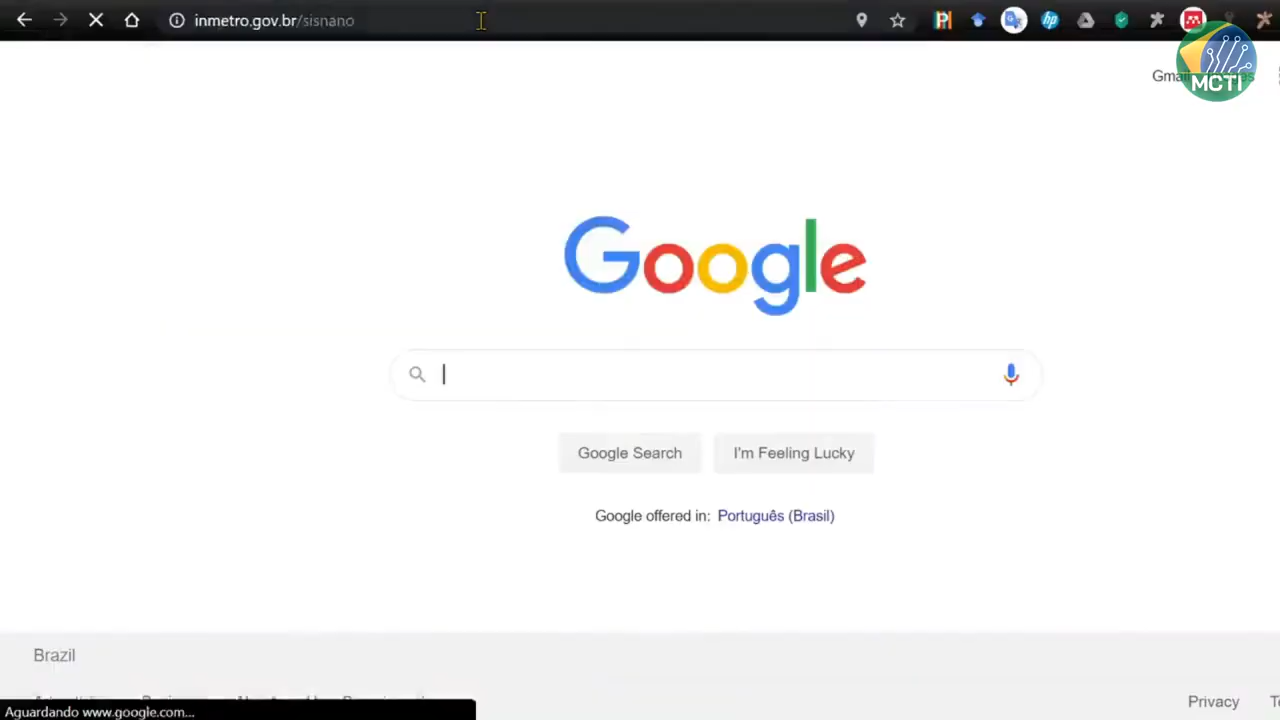 inmetro.gov.br/sisnano
Gmail
MCTI
Google
Google Search
I'm Feeling Lucky
Google offered in: Português (Brasil)
Brazil
Privacy
Aguardando www.google.com...